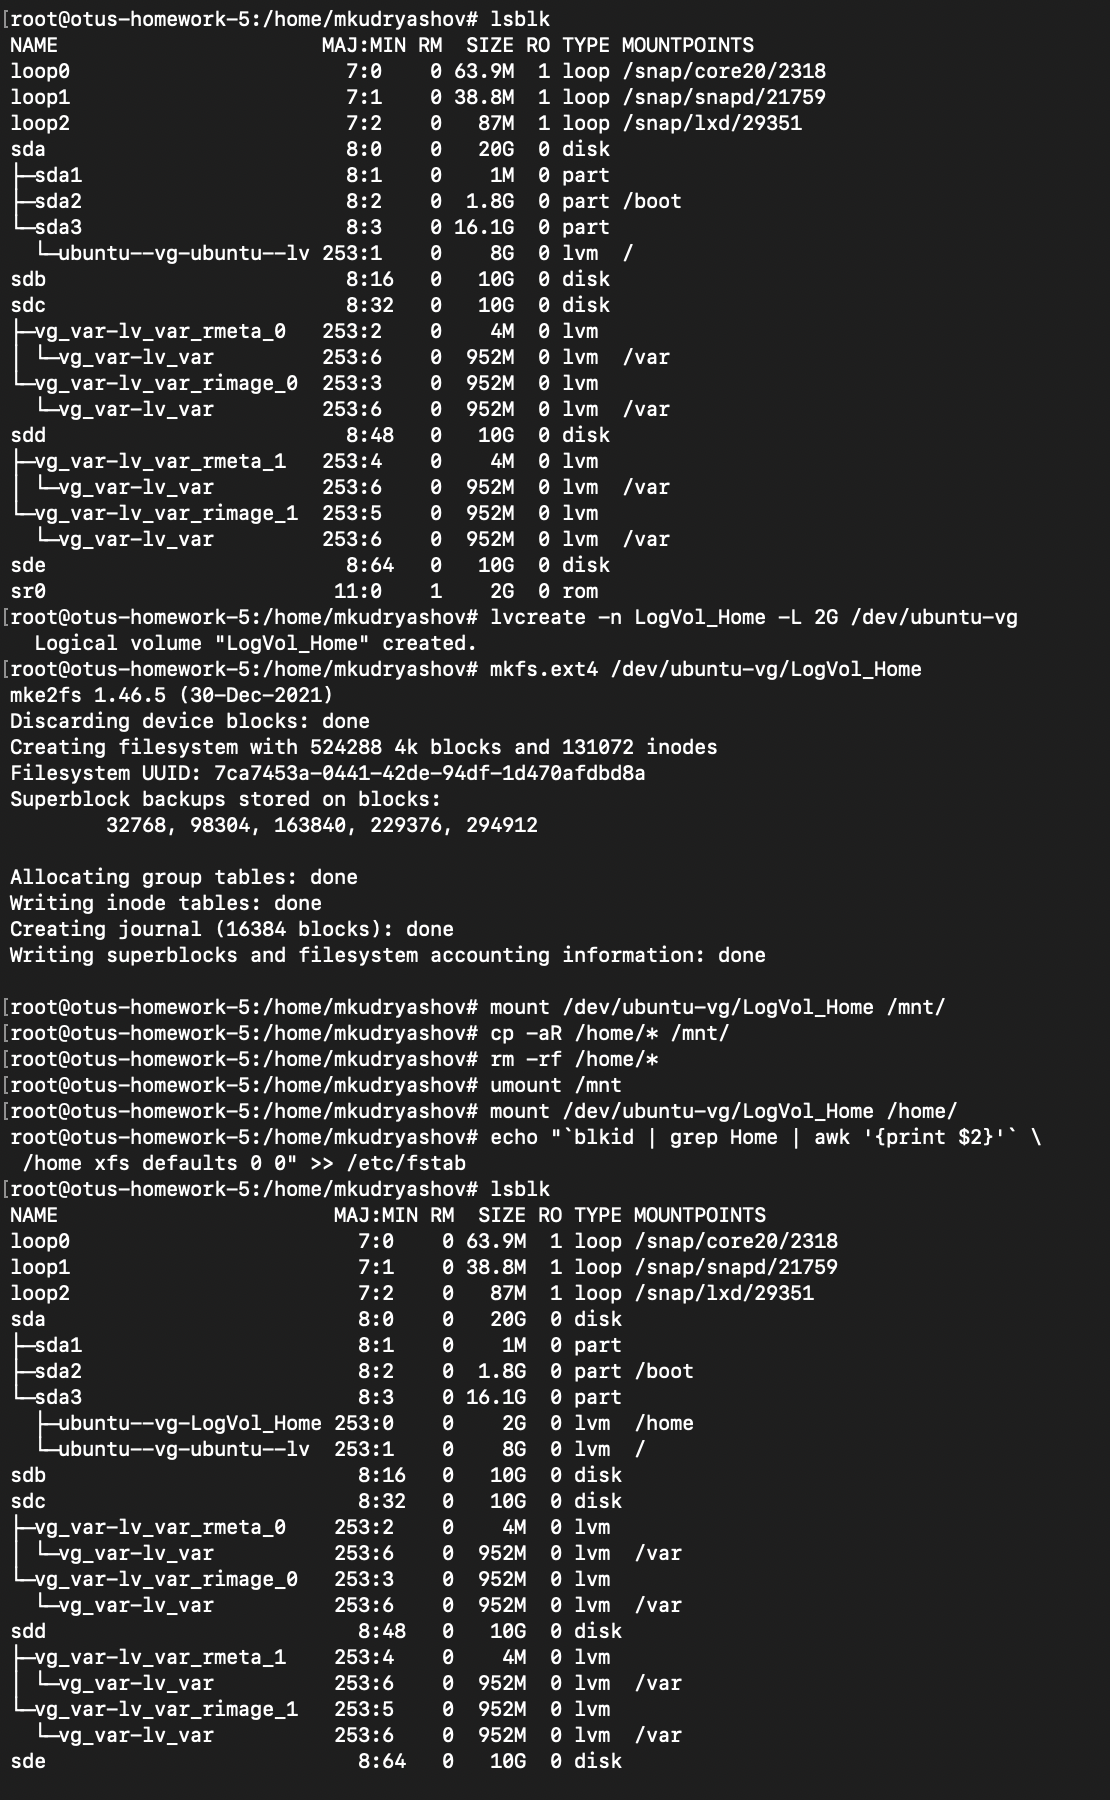 [root@otus-homework-5:/home/mkudryashov# lsblk
NAME                      MAJ:MIN RM  SIZE RO TYPE MOUNTPOINTS
loop0                       7:0    0 63.9M  1 loop /snap/core20/2318
loop1                       7:1    0 38.8M  1 loop /snap/snapd/21759
loop2                       7:2    0   87M  1 loop /snap/lxd/29351
sda                         8:0    0   20G  0 disk
├─sda1                      8:1    0    1M  0 part
├─sda2                      8:2    0  1.8G  0 part /boot
└─sda3                      8:3    0 16.1G  0 part
  └─ubuntu--vg-ubuntu--lv 253:1    0    8G  0 lvm  /
sdb                         8:16   0   10G  0 disk
sdc                         8:32   0   10G  0 disk
├─vg_var-lv_var_rmeta_0   253:2    0    4M  0 lvm
│ └─vg_var-lv_var         253:6    0  952M  0 lvm  /var
└─vg_var-lv_var_rimage_0  253:3    0  952M  0 lvm
  └─vg_var-lv_var         253:6    0  952M  0 lvm  /var
sdd                         8:48   0   10G  0 disk
├─vg_var-lv_var_rmeta_1   253:4    0    4M  0 lvm
│ └─vg_var-lv_var         253:6    0  952M  0 lvm  /var
└─vg_var-lv_var_rimage_1  253:5    0  952M  0 lvm
  └─vg_var-lv_var         253:6    0  952M  0 lvm  /var
sde                         8:64   0   10G  0 disk
sr0                        11:0    1    2G  0 rom
[root@otus-homework-5:/home/mkudryashov# lvcreate -n LogVol_Home -L 2G /dev/ubuntu-vg
  Logical volume "LogVol_Home" created.
[root@otus-homework-5:/home/mkudryashov# mkfs.ext4 /dev/ubuntu-vg/LogVol_Home
mke2fs 1.46.5 (30-Dec-2021)
Discarding device blocks: done
Creating filesystem with 524288 4k blocks and 131072 inodes
Filesystem UUID: 7ca7453a-0441-42de-94df-1d470afdbd8a
Superblock backups stored on blocks:
        32768, 98304, 163840, 229376, 294912

Allocating group tables: done
Writing inode tables: done
Creating journal (16384 blocks): done
Writing superblocks and filesystem accounting information: done

[root@otus-homework-5:/home/mkudryashov# mount /dev/ubuntu-vg/LogVol_Home /mnt/
[root@otus-homework-5:/home/mkudryashov# cp -aR /home/* /mnt/
[root@otus-homework-5:/home/mkudryashov# rm -rf /home/*
[root@otus-homework-5:/home/mkudryashov# umount /mnt
[root@otus-homework-5:/home/mkudryashov# mount /dev/ubuntu-vg/LogVol_Home /home/
root@otus-homework-5:/home/mkudryashov# echo "`blkid | grep Home | awk '{print $2}'` \
 /home xfs defaults 0 0" >> /etc/fstab
[root@otus-homework-5:/home/mkudryashov# lsblk
NAME                       MAJ:MIN RM  SIZE RO TYPE MOUNTPOINTS
loop0                        7:0    0 63.9M  1 loop /snap/core20/2318
loop1                        7:1    0 38.8M  1 loop /snap/snapd/21759
loop2                        7:2    0   87M  1 loop /snap/lxd/29351
sda                          8:0    0   20G  0 disk
├─sda1                       8:1    0    1M  0 part
├─sda2                       8:2    0  1.8G  0 part /boot
└─sda3                       8:3    0 16.1G  0 part
  ├─ubuntu--vg-LogVol_Home 253:0    0    2G  0 lvm  /home
  └─ubuntu--vg-ubuntu--lv  253:1    0    8G  0 lvm  /
sdb                          8:16   0   10G  0 disk
sdc                          8:32   0   10G  0 disk
├─vg_var-lv_var_rmeta_0    253:2    0    4M  0 lvm
│ └─vg_var-lv_var          253:6    0  952M  0 lvm  /var
└─vg_var-lv_var_rimage_0   253:3    0  952M  0 lvm
  └─vg_var-lv_var          253:6    0  952M  0 lvm  /var
sdd                          8:48   0   10G  0 disk
├─vg_var-lv_var_rmeta_1    253:4    0    4M  0 lvm
│ └─vg_var-lv_var          253:6    0  952M  0 lvm  /var
└─vg_var-lv_var_rimage_1   253:5    0  952M  0 lvm
  └─vg_var-lv_var          253:6    0  952M  0 lvm  /var
sde                          8:64   0   10G  0 disk